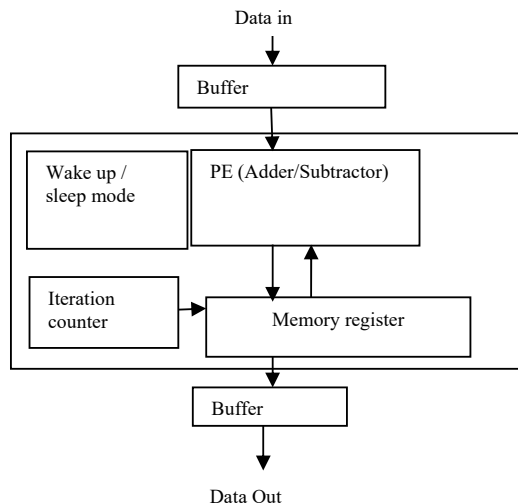 Data in
Buffer
Wake up /
sleep mode
PE (Adder/Subtractor)
Iteration
counter
Memory register
Buffer
Data Out